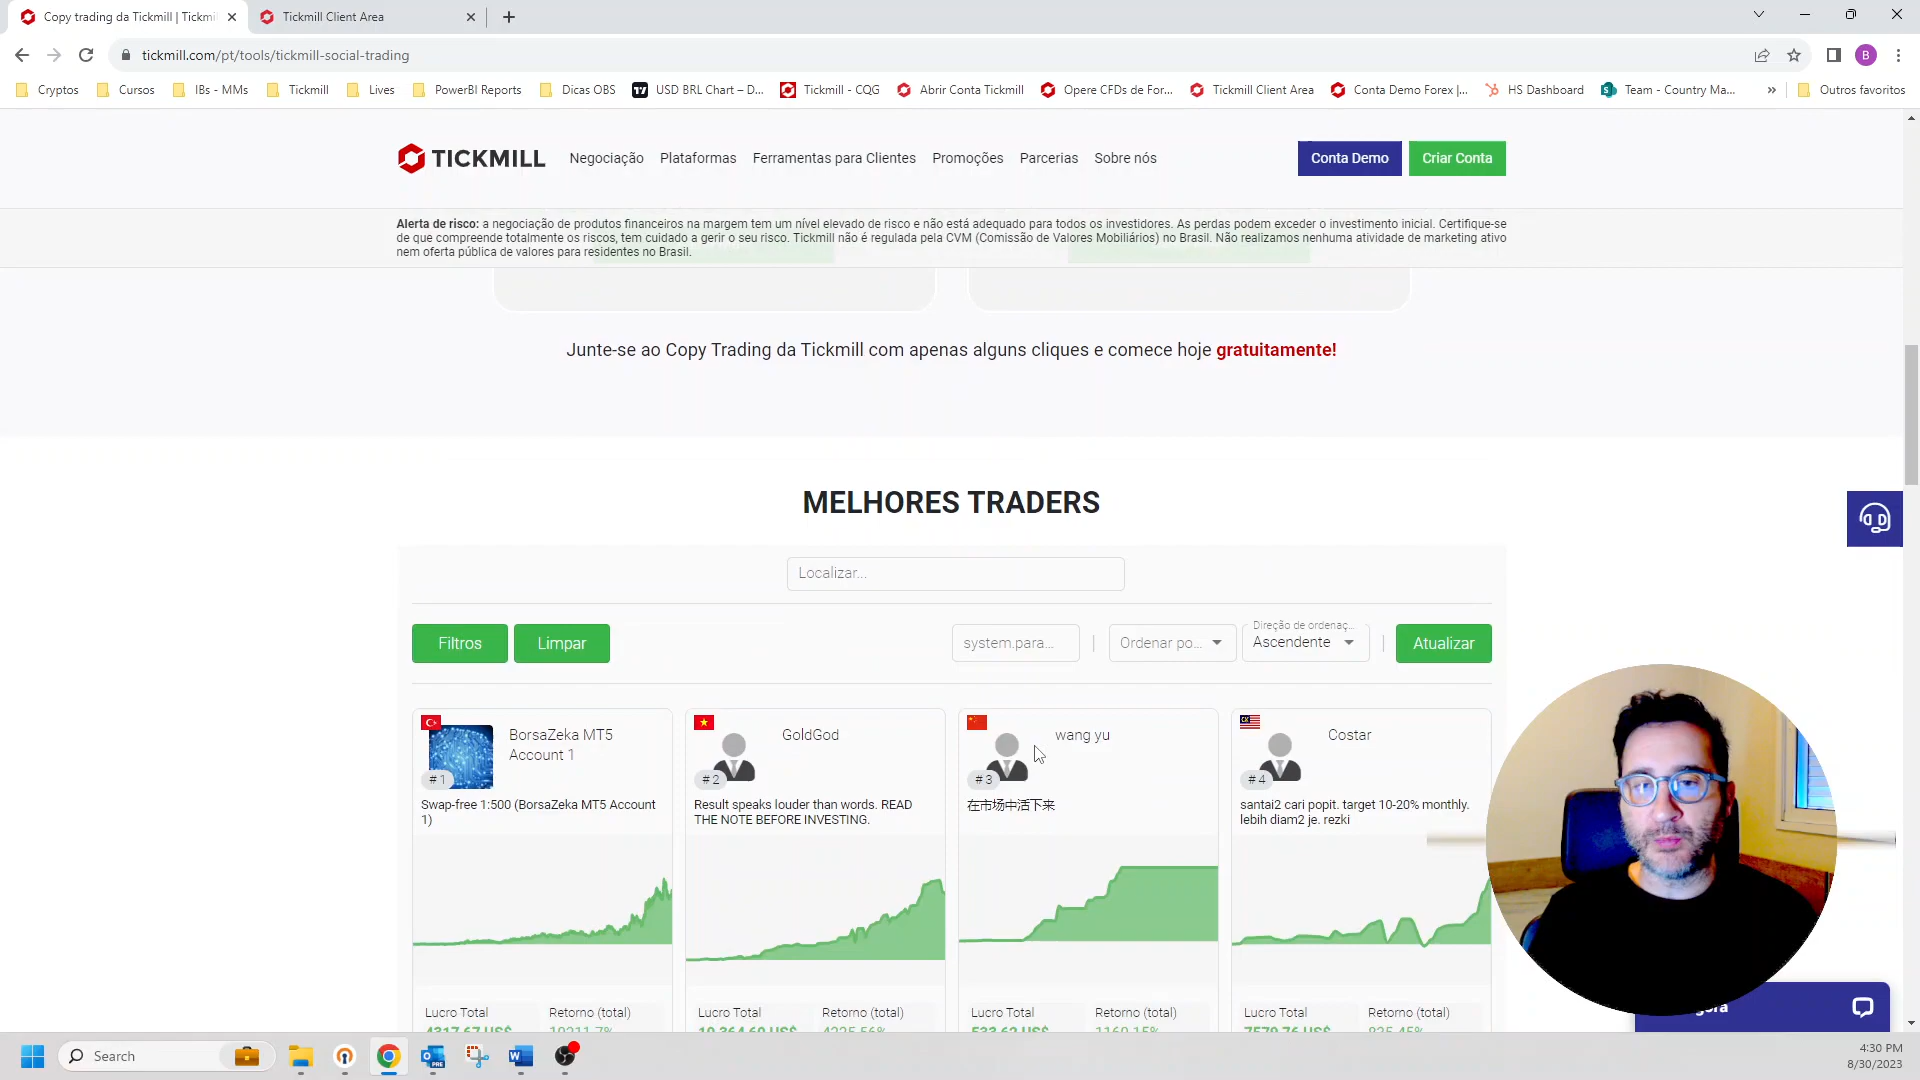 Copy trading da Tickmill | Tickmi
Tickmill Client Area
tickmill.com/pt/tools/tickmill-social-trading
B
Cryptos
Cursos
IBs - MMs
Tickmill
Lives
PowerBI Reports
Dicas OBS
USD BRL Chart – D...
Tickmill - CQG
Abrir Conta Tickmill
Opere CFDs de For...
Tickmill Client Area
Conta Demo Forex |...
HS Dashboard
Team - Country Ma...
»
Outros favoritos
TICKMILL
Negociação
Plataformas
Ferramentas para Clientes
Promoções
Parcerias
Sobre nós
Conta Demo
Criar Conta
Alerta de risco: a negociação de produtos financeiros na margem tem um nível elevado de risco e não está adequado para todos os investidores. As perdas podem exceder o investimento inicial. Certifique-se
de que compreende totalmente os riscos, tem cuidado a gerir o seu risco. Tickmill não é regulada pela CVM (Comissão de Valores Mobiliários) no Brasil. Não realizamos nenhuma atividade de marketing ativo
nem oferta pública de valores para residentes no Brasil.
Junte-se ao Copy Trading da Tickmill com apenas alguns cliques e comece hoje gratuitamente!
MELHORES TRADERS
Localizar...
Filtros
Limpar
system.para...
Ordenar po...
Direção de ordenaç...
Ascendente
Atualizar
BorsaZeka MT5
Account 1
#1
Swap-free 1:500 (BorsaZeka MT5 Account
1)
Lucro Total
Retorno (total)
GoldGod
#2
Result speaks louder than words. READ
THE NOTE BEFORE INVESTING.
Lucro Total
Retorno (total)
wang yu
#3
在市场中活下来
Lucro Total
Retorno (total)
Costar
#4
santai2 cari popit. target 10-20% monthly.
lebih diam2 je. rezki
Lucro Total
Retorno (total)
Search
4:30 PM
8/30/2023